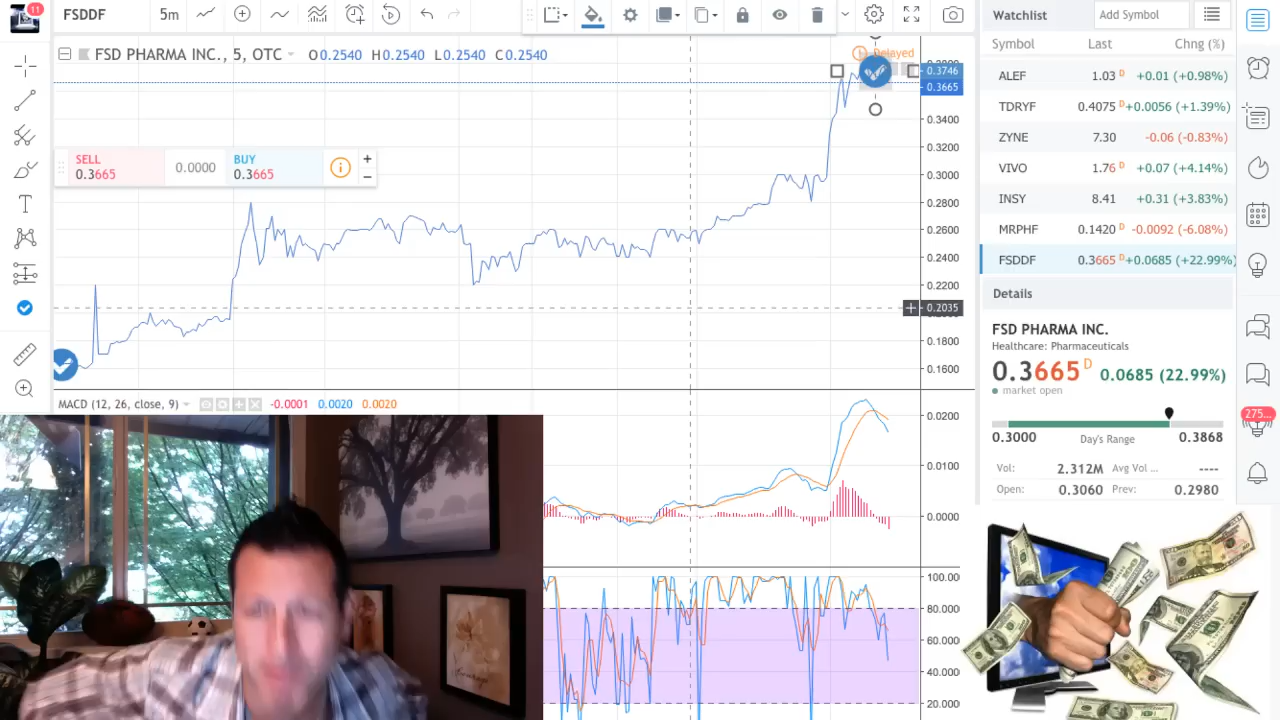 11
FSDDF
5m
FSD PHARMA INC., 5, OTC
O0.2540 H0.2540 L0.2540 C0.2540
Delayed
SELL
0.3665
0.0000
BUY
0.3665
0.3746
0.3665
0.3400
0.3200
0.3000
0.2800
0.2600
0.2400
0.2200
0.2035
0.1800
0.1600
MACD (12, 26, close, 9)
-0.0001 0.0020 0.0020
0.0200
0.0100
0.0000
100.0000
80.0000
60.0000
40.0000
20.0000
Watchlist
Add Symbol
Symbol Last Chng (%)
ALEF 1.03 D +0.01 (+0.98%)
TDRYF 0.4075 D +0.0056 (+1.39%)
ZYNE 7.30 -0.06 (-0.83%)
VIVO 1.76 D +0.07 (+4.14%)
INSY 8.41 +0.31 (+3.83%)
MRPHF 0.1420 D -0.0092 (-6.08%)
FSDDF 0.3665 D +0.0685 (+22.99%)
Details
FSD PHARMA INC.
Healthcare: Pharmaceuticals
0.3665 D 0.0685 (22.99%)
market open
0.3000 Day's Range 0.3868
Vol: 2.312M Avg Vol ... ----
Open: 0.3060 Prev: 0.2980
275...